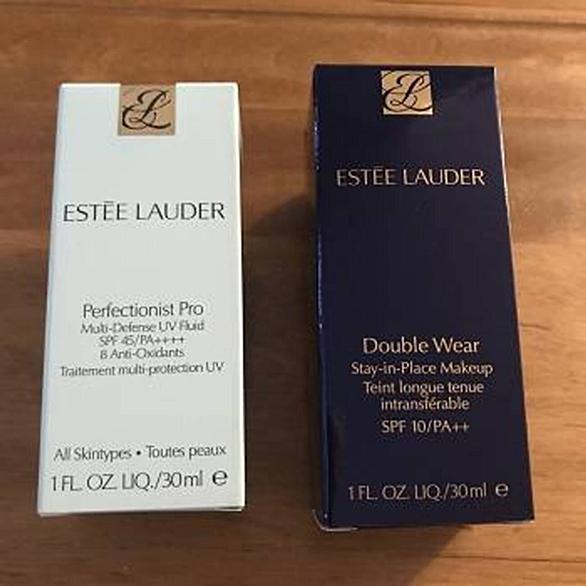 EL
ESTĒE LAUDER
Perfectionist Pro
Multi-Defense UV Fluid
SPF 45/PA++++
8 Anti-Oxidants
Traitement multi-protection UV
All Skintypes • Toutes peaux
1 FL. OZ. LIQ./30ml ℮
EL
ESTĒE LAUDER
Double Wear
Stay-in-Place Makeup
Teint longue tenue
intransférable
SPF 10/PA++
1 FL. OZ. LIQ./30ml ℮